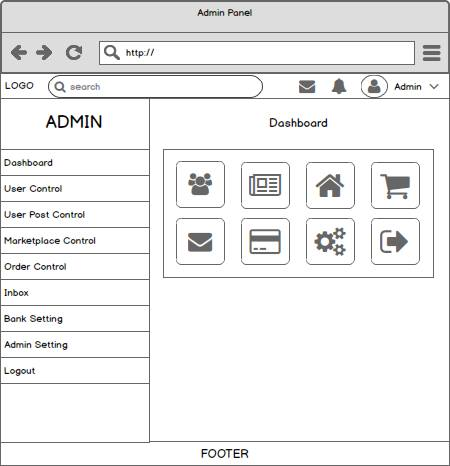 Admin Panel
http://
LOGO
search
Admin
ADMIN
Dashboard
User Control
User Post Control
Marketplace Control
Order Control
Inbox
Bank Setting
Admin Setting
Logout
Dashboard
FOOTER